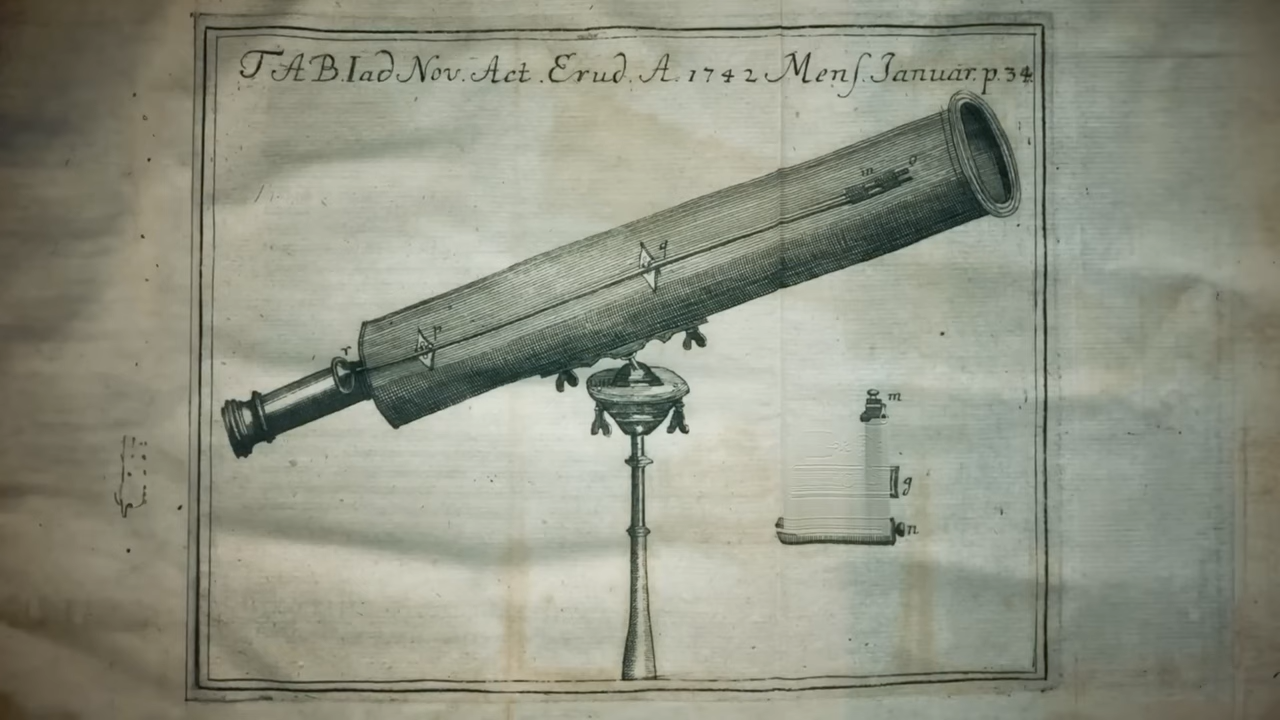 TAB. I ad Nov. Act. Erud. A. 1742 Mens. Januar. p. 34
m o
q
p
r
m
g
n